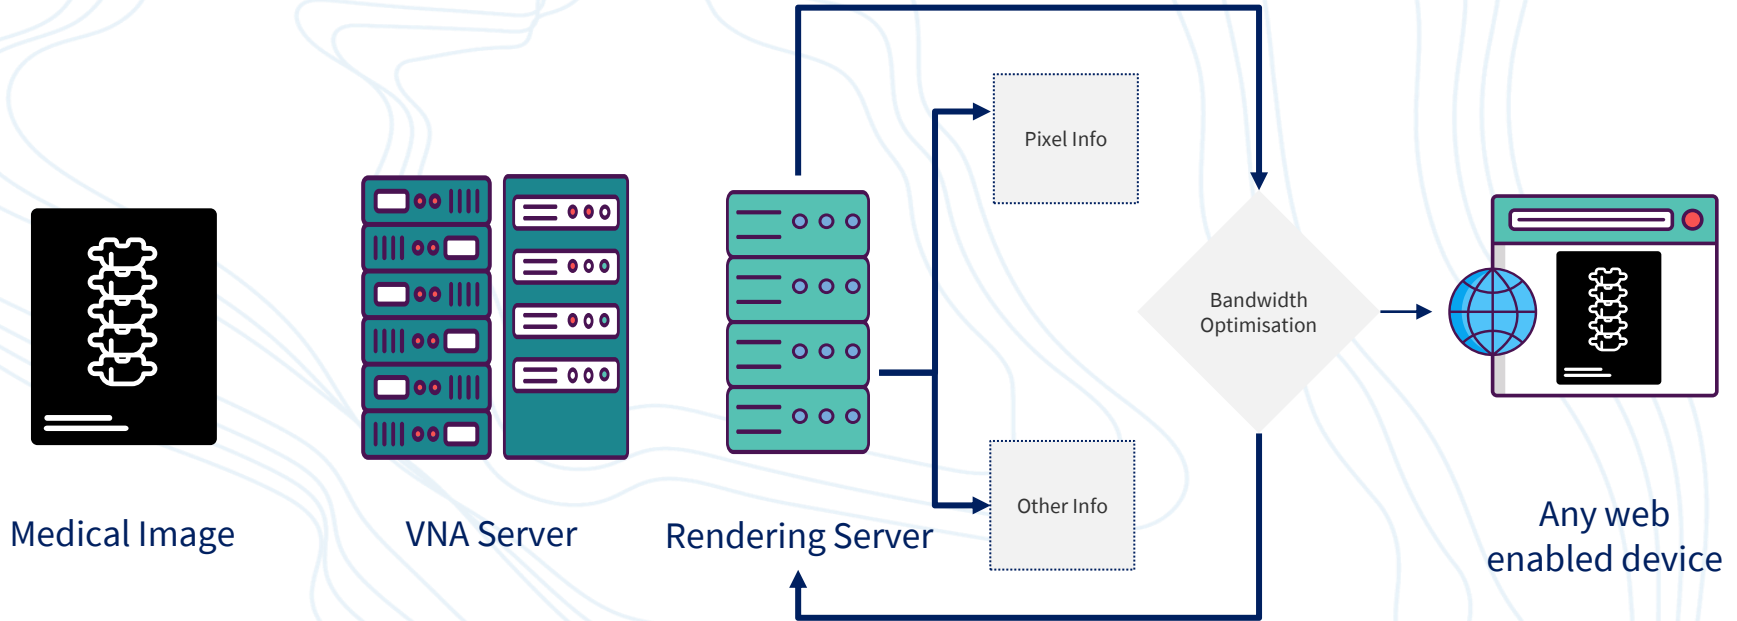 Medical Image
VNA Server
Rendering Server
Pixel Info
Other Info
Bandwidth
Optimisation
Any web
enabled device